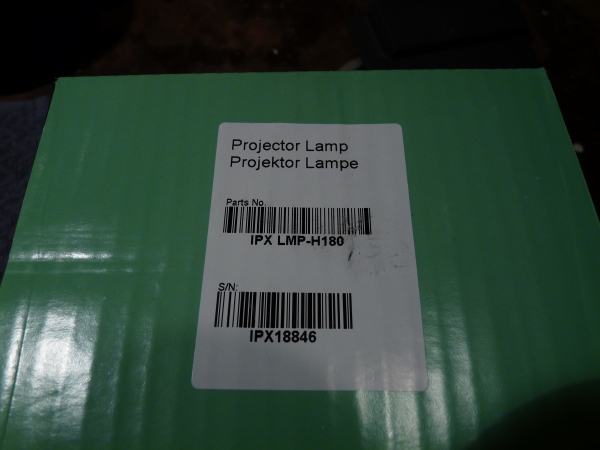 Projector Lamp
Projektor Lampe
Parts No.
IPX LMP-H180
S/N:
IPX18846